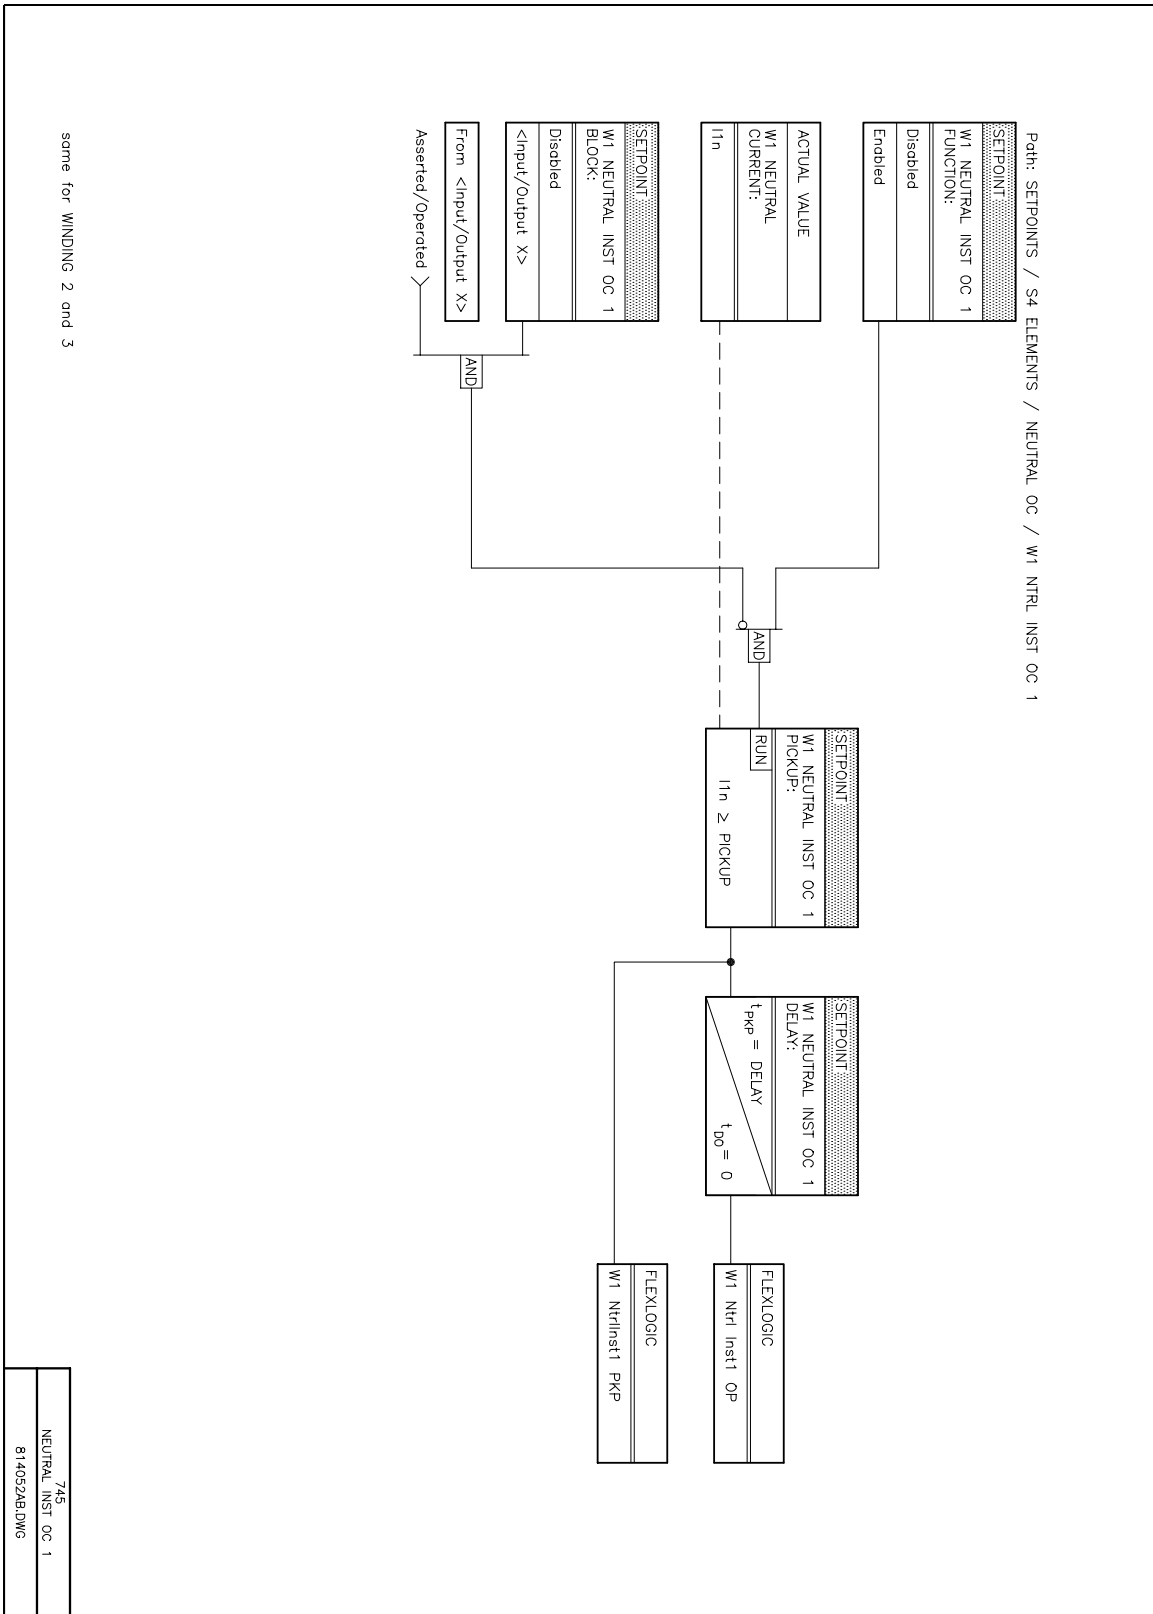 Path: SETPOINTS / S4 ELEMENTS / NEUTRAL OC / W1 NTRL INST OC 1
SETPOINT
W1 NEUTRAL INST OC 1
FUNCTION:
Disabled
Enabled
ACTUAL VALUE
W1 NEUTRAL
CURRENT:
I1n
SETPOINT
W1 NEUTRAL INST OC 1
BLOCK:
Disabled
<Input/Output X>
From <Input/Output X>
Asserted/Operated
AND
AND
SETPOINT
W1 NEUTRAL INST OC 1
PICKUP:
RUN
I1n ≥ PICKUP
SETPOINT
W1 NEUTRAL INST OC 1
DELAY:
tPKP = DELAY
tDO = 0
FLEXLOGIC
W1 Ntrl Inst1 OP
FLEXLOGIC
W1 NtrlInst1 PKP
same for WINDING 2 and 3
745
NEUTRAL INST OC 1
814052AB.DWG